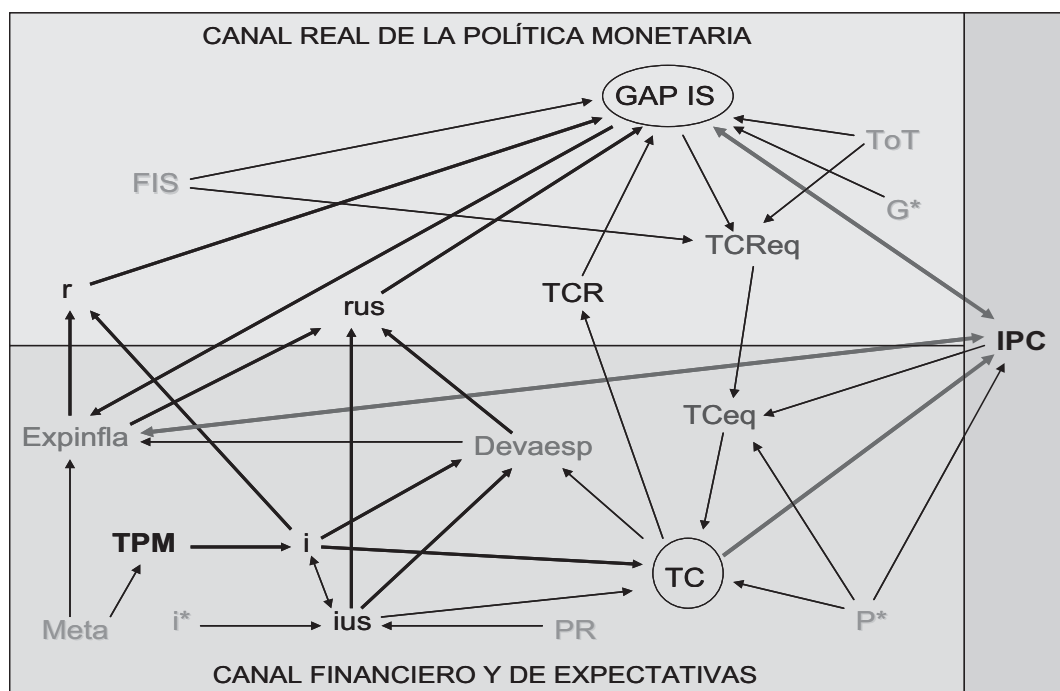 CANAL REAL DE LA POLÍTICA MONETARIA
GAP IS
ToT
FIS
G*
TCReq
r
rus
TCR
IPC
TCeq
Expinfla
Devaesp
TPM
i
TC
Meta
i*
ius
PR
P*
CANAL FINANCIERO Y DE EXPECTATIVAS